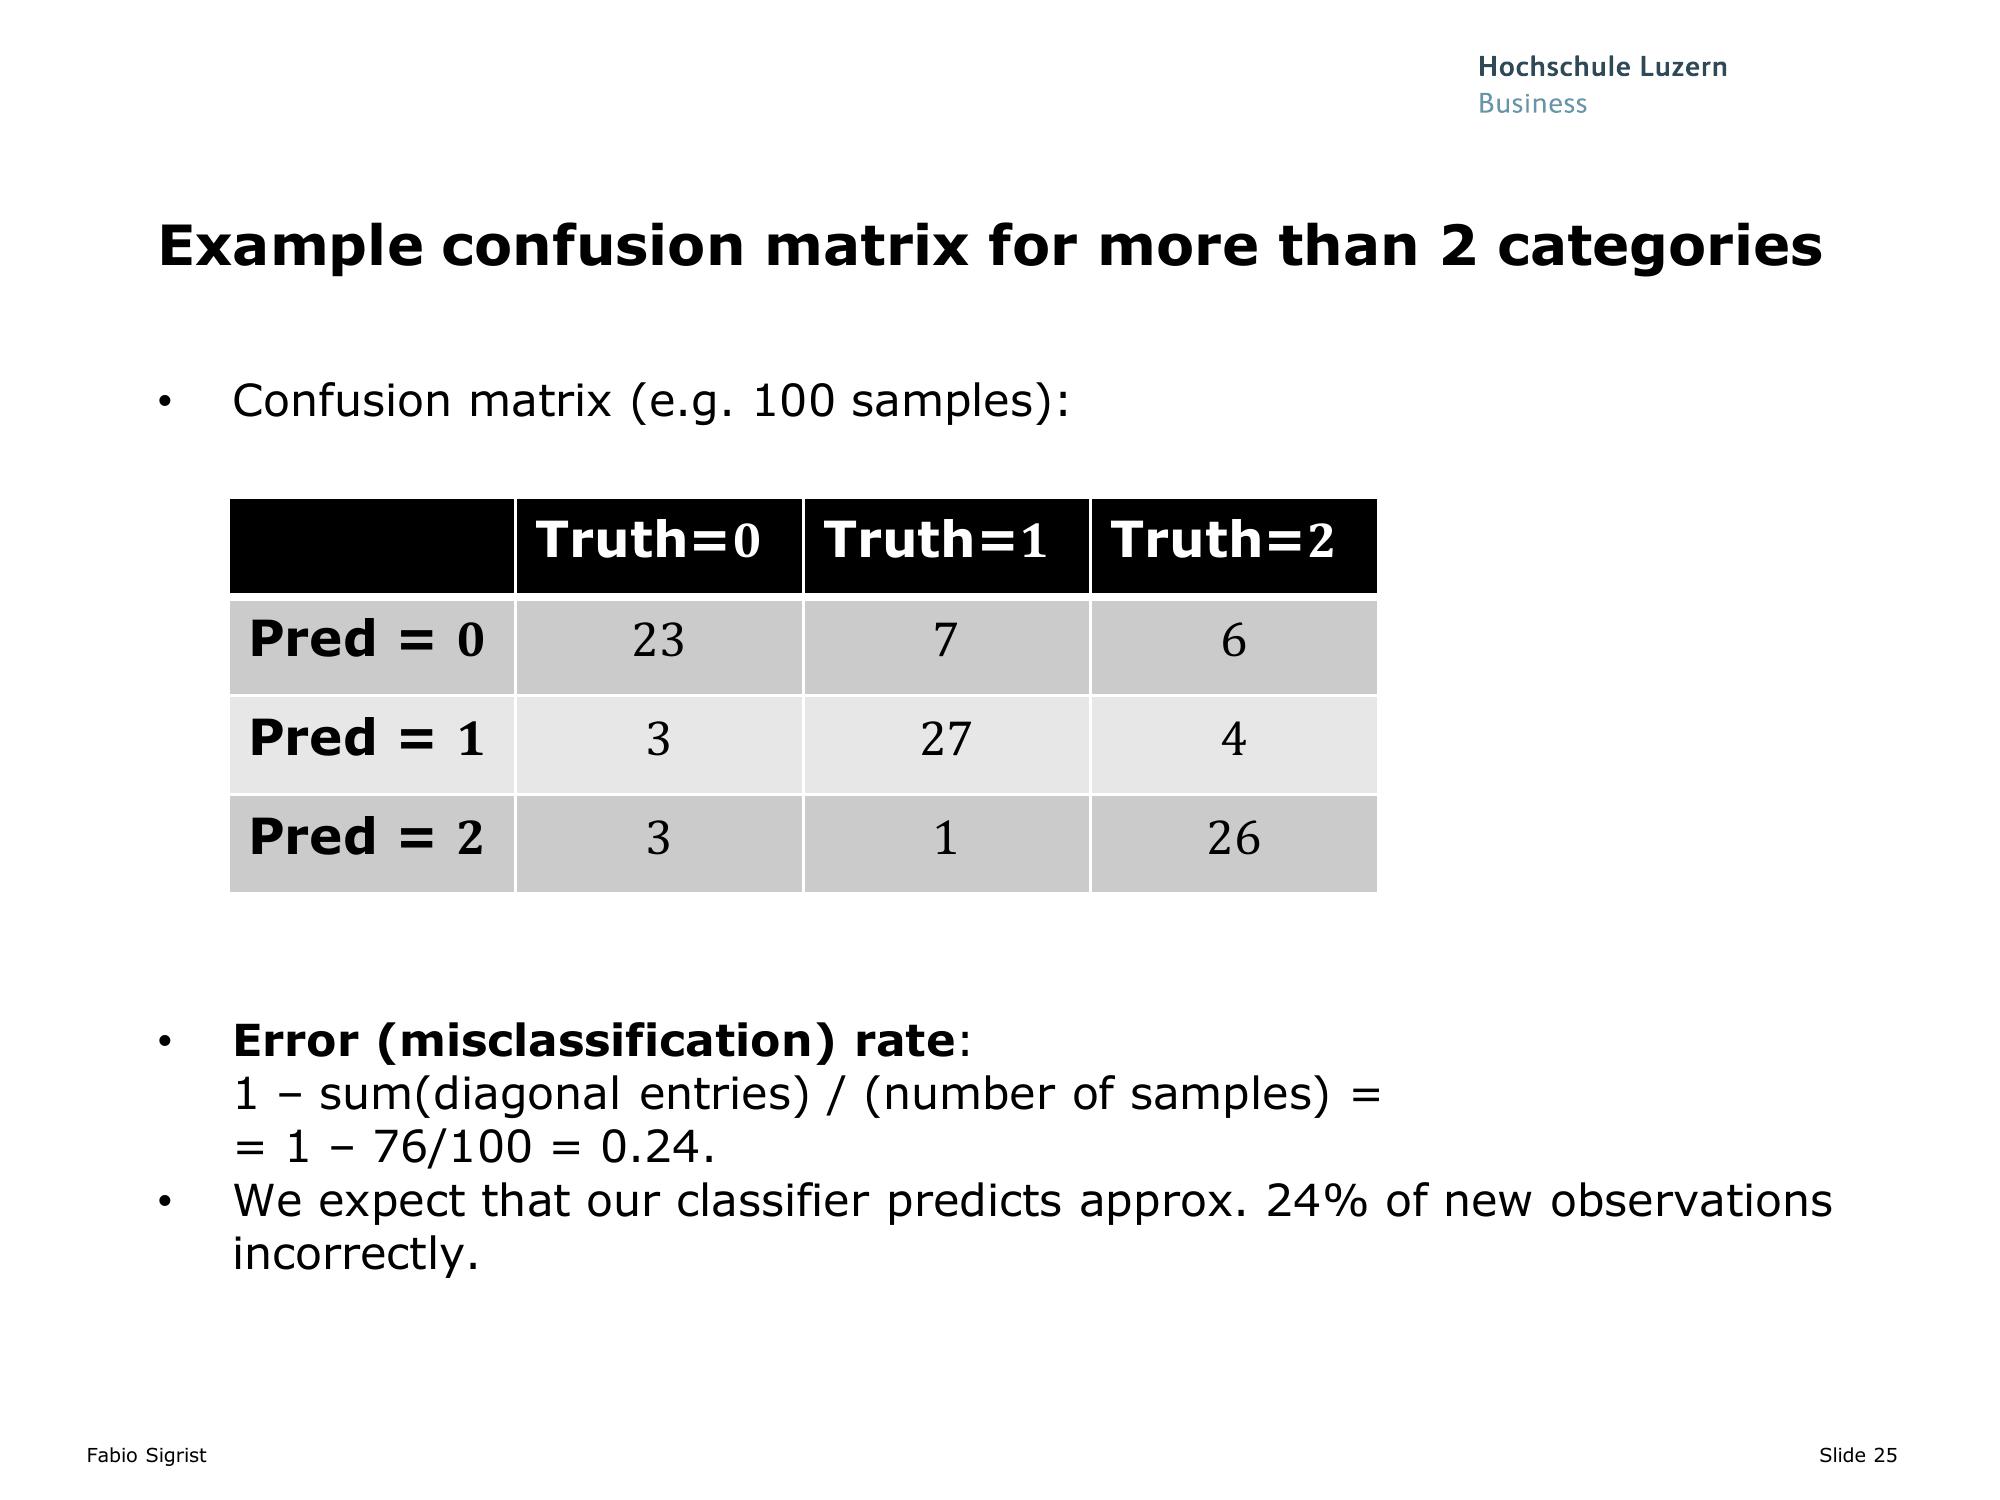 Hochschule Luzern
Business
Example confusion matrix for more than 2 categories
• Confusion matrix (e.g. 100 samples):
Truth=0 Truth=1 Truth=2
Pred = 0 23 7 6
Pred = 1 3 27 4
Pred = 2 3 1 26
• Error (misclassification) rate:
1 – sum(diagonal entries) / (number of samples) =
= 1 – 76/100 = 0.24.
• We expect that our classifier predicts approx. 24% of new observations
incorrectly.
Fabio Sigrist
Slide 25